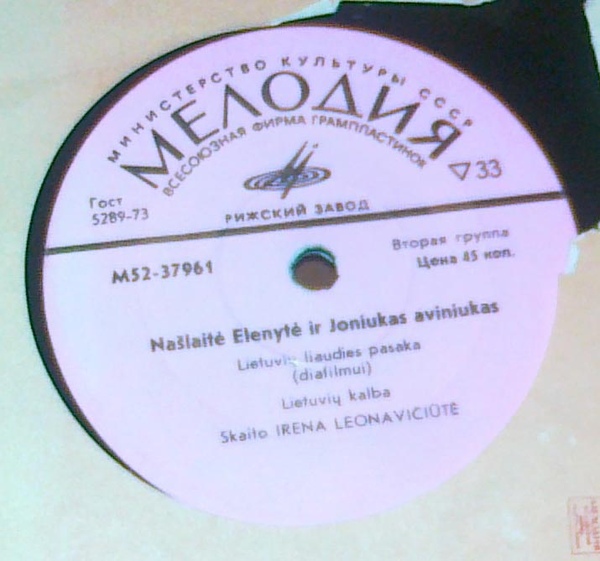 МИНИСТЕРСТВО КУЛЬТУРЫ СССР
МЕЛОДИЯ
ВСЕСОЮЗНАЯ ФИРМА ГРАМПЛАСТИНОК
▽33
Гост
5289-73
РИЖСКИЙ ЗАВОД
М52-37961
Вторая группа
Цена 45 коп.
Našlaitė Elenytė ir Joniukas aviniukas
Lietuvių liaudies pasaka
(diafilmui)
Lietuvių kalba
Skaito IRENA LEONAVICIŪTĖ